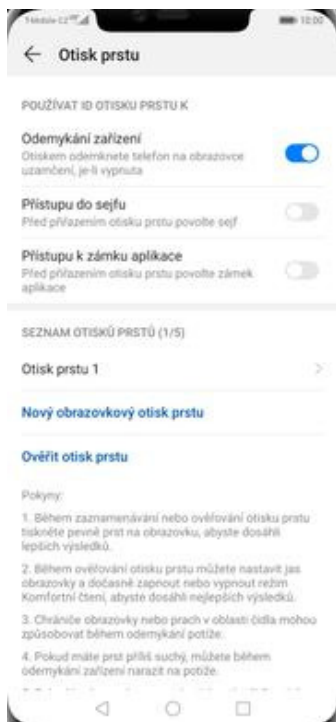 T-Mobile CZ
10:00
Otisk prstu
POUŽÍVAT ID OTISKU PRSTU K
Odemykání zařízení
Otiskem odemknete telefon na obrazovce
uzamčení, je-li vypnuta
Přístupu do sejfu
Před přiřazením otisku prstu povolte sejf
Přístupu k zámku aplikace
Před přiřazením otisku prstu povolte zámek
aplikace
SEZNAM OTISKŮ PRSTŮ (1/5)
Otisk prstu 1
Nový obrazovkový otisk prstu
Ověřit otisk prstu
Pokyny:
1. Během zaznamenávání nebo ověřování otisku prstu
tiskněte pevně prst na obrazovku, abyste dosáhli
lepších výsledků.
2. Během ověřování otisku prstu můžete nastavit jas
obrazovky a dočasně zapnout nebo vypnout režim
Komfortní čtení, abyste dosáhli nejlepších výsledků.
3. Chrániče obrazovky nebo prach v oblasti čidla mohou
způsobovat během odemykání potíže.
4. Pokud máte prst příliš suchý, můžete během
odemykání zařízení narazit na potíže.